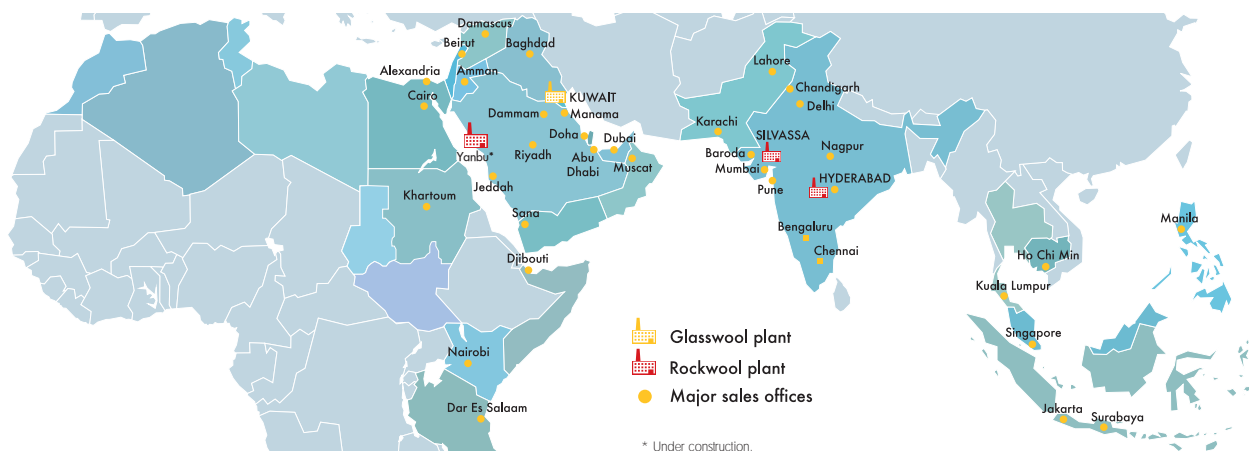 Damascus
Beirut
Baghdad
Alexandria
Amman
Cairo
KUWAIT
Dammam
Manama
Doha
Dubai
Yanbu*
Riyadh
Abu
Dhabi
Muscat
Jeddah
Khartoum
Sana
Djibouti
Nairobi
Dar Es Salaam
Lahore
Chandigarh
Delhi
Karachi
SILVASSA
Baroda
Nagpur
Mumbai
HYDERABAD
Pune
Bengaluru
Chennai
Manila
Ho Chi Min
Kuala Lumpur
Singapore
Jakarta
Surabaya
Glasswool plant
Rockwool plant
Major sales offices
* Under construction.